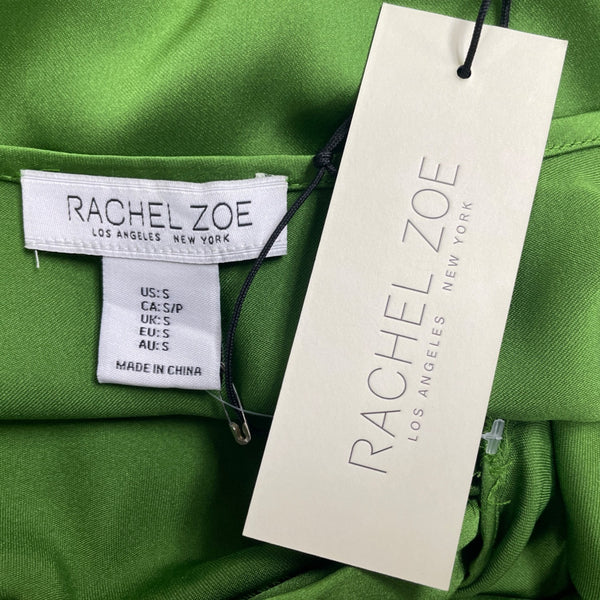 RACHEL ZOE
LOS ANGELES NEW YORK
US: S
CA: S/P
UK: S
EU: S
AU: S
MADE IN CHINA
RACHEL ZOE
LOS ANGELES NEW YORK